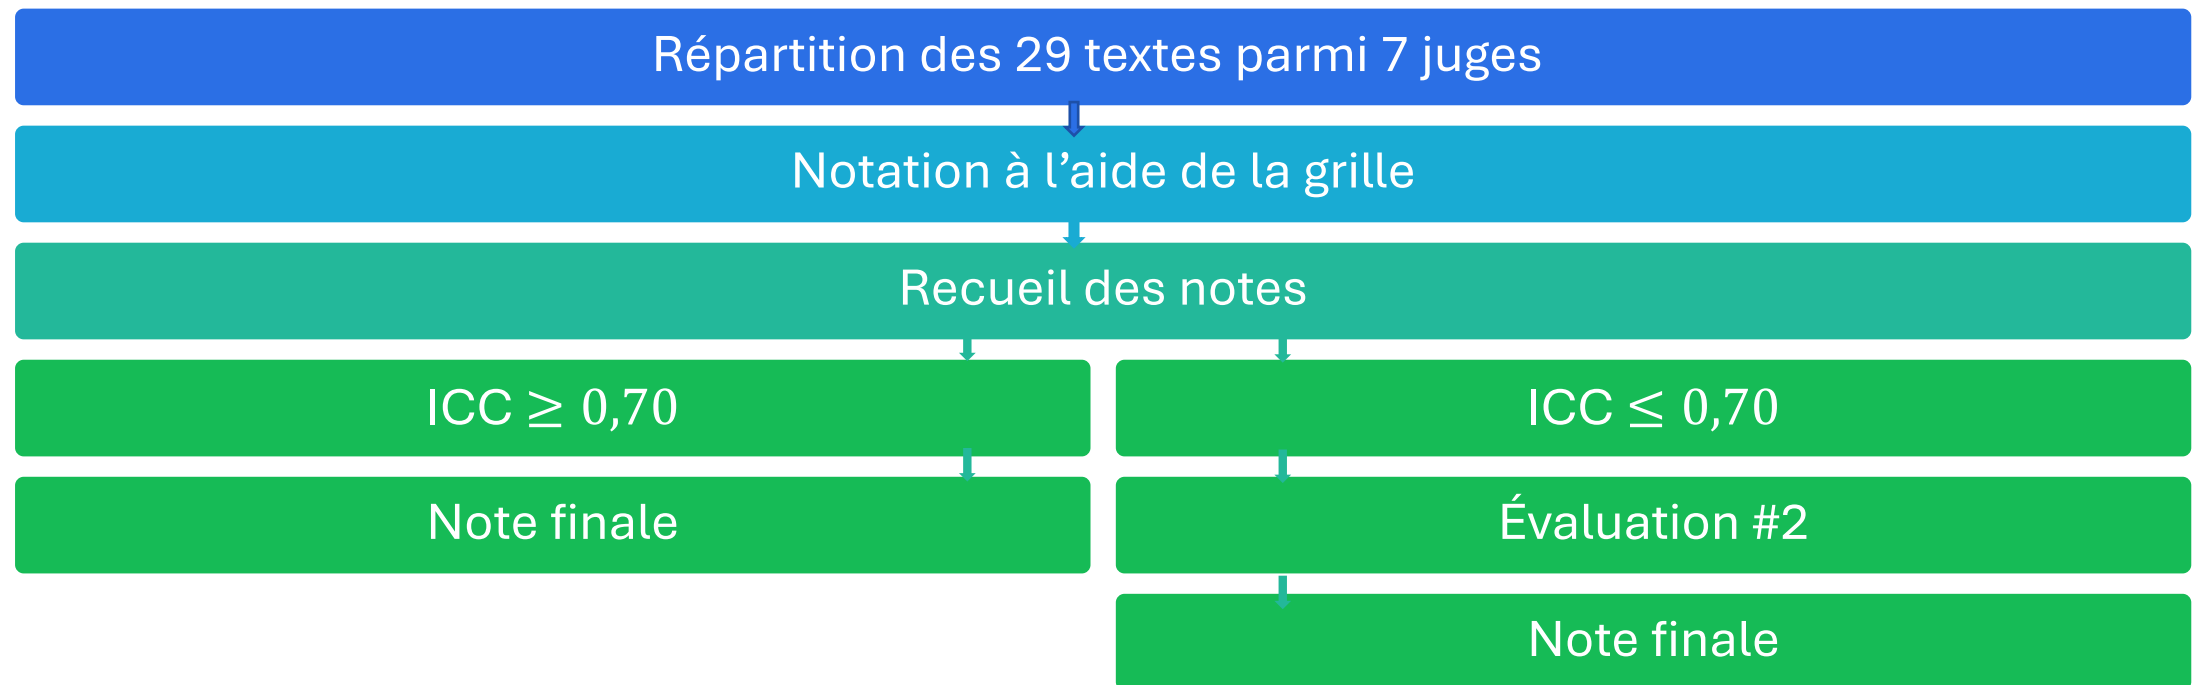 Répartition des 29 textes parmi 7 juges
Notation à l’aide de la grille
Recueil des notes
ICC ≥ 0,70
ICC ≤ 0,70
Note finale
Évaluation #2
Note finale